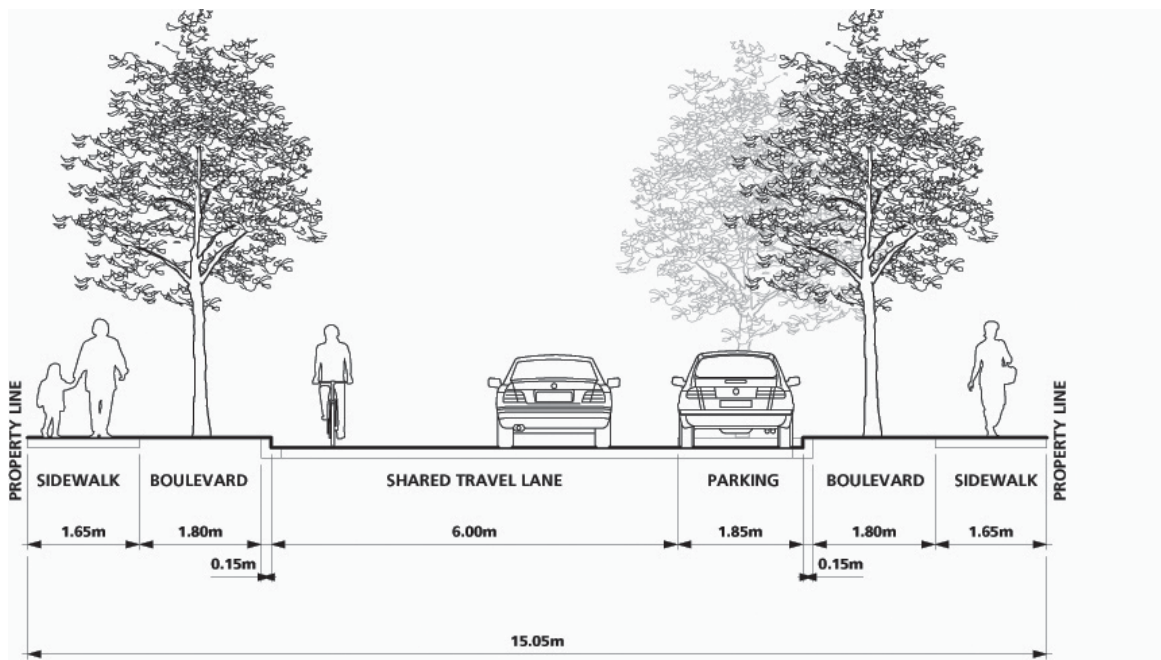 PROPERTY LINE
PROPERTY LINE
SIDEWALK BOULEVARD SHARED TRAVEL LANE PARKING BOULEVARD SIDEWALK
1.65m 1.80m 6.00m 1.85m 1.80m 1.65m
0.15m 0.15m
15.05m